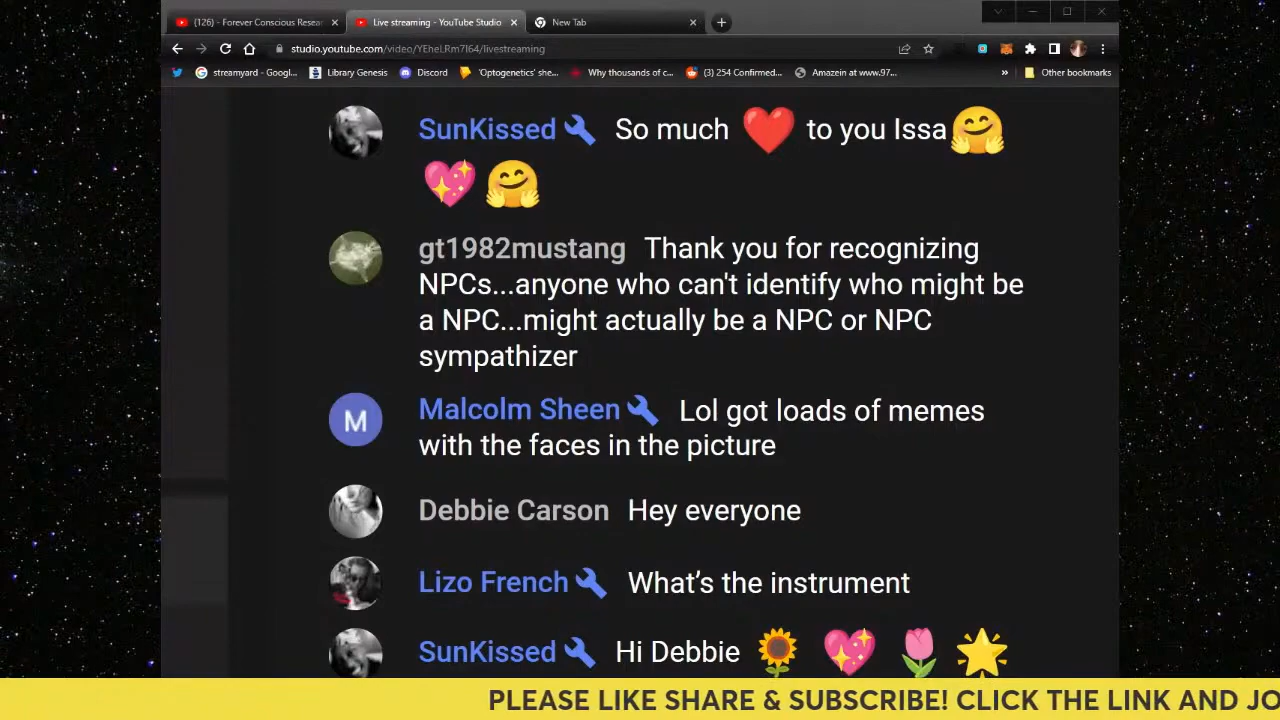 (126) - Forever Conscious Resear
Live streaming - YouTube Studio
New Tab
studio.youtube.com/video/YEheLRm7I64/livestreaming
streamyard - Googl...
Library Genesis
Discord
'Optogenetics' she...
Why thousands of c...
(3) 254 Confirmed...
Amazein at www.97...
»
Other bookmarks
SunKissed So much ❤️ to you Issa🤗
💖🤗
gt1982mustang Thank you for recognizing
NPCs...anyone who can't identify who might be
a NPC...might actually be a NPC or NPC
sympathizer
M
Malcolm Sheen Lol got loads of memes
with the faces in the picture
Debbie Carson Hey everyone
Lizo French What's the instrument
SunKissed Hi Debbie 🌻 💖 🌷 🌟
PLEASE LIKE SHARE & SUBSCRIBE! CLICK THE LINK AND JO